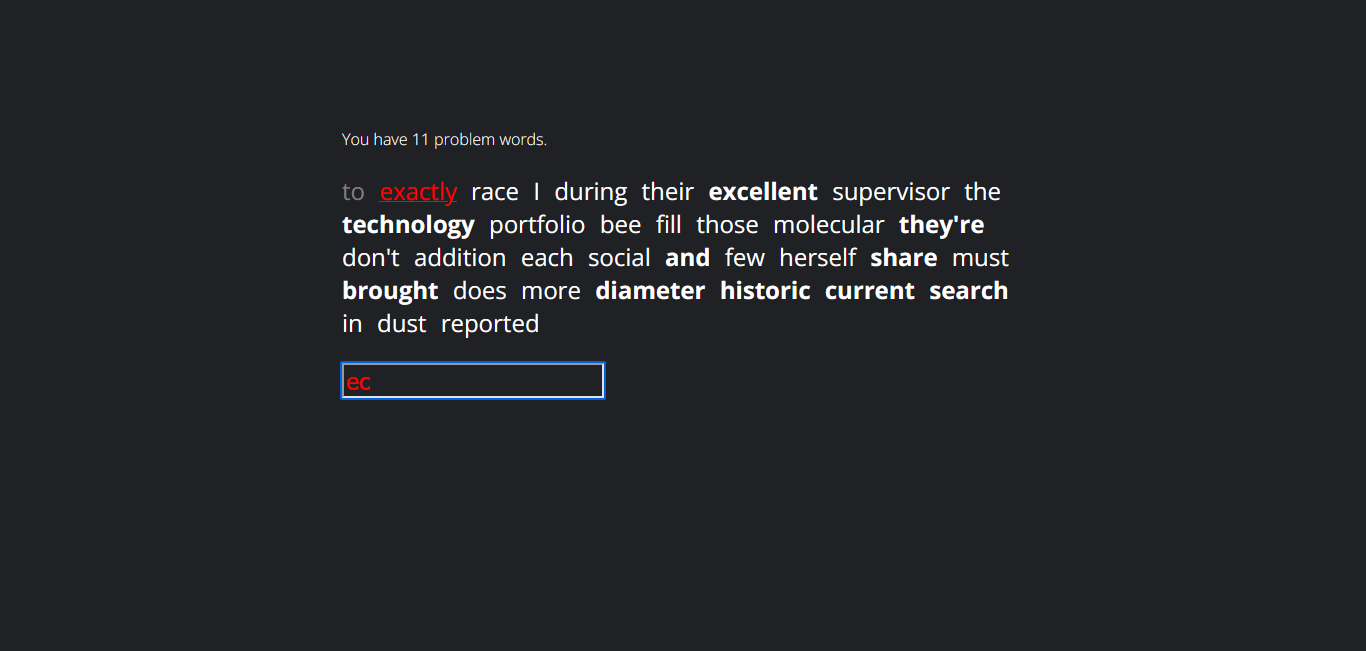 You have 11 problem words.
to exactly race I during their excellent supervisor the
technology portfolio bee fill those molecular they're
don't addition each social and few herself share must
brought does more diameter historic current search
in dust reported
ec